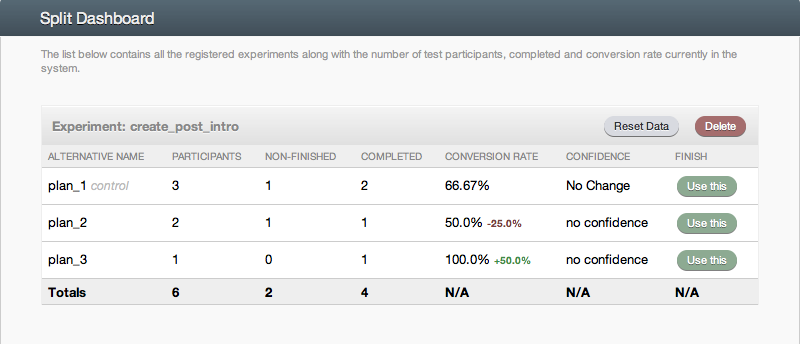 Split Dashboard
The list below contains all the registered experiments along with the number of test participants, completed and conversion rate currently in the
system.
Experiment: create_post_intro Reset Data Delete
ALTERNATIVE NAME PARTICIPANTS NON-FINISHED COMPLETED CONVERSION RATE CONFIDENCE FINISH
plan_1 control 3 1 2 66.67% No Change Use this
plan_2 2 1 1 50.0% -25.0% no confidence Use this
plan_3 1 0 1 100.0% +50.0% no confidence Use this
Totals 6 2 4 N/A N/A N/A